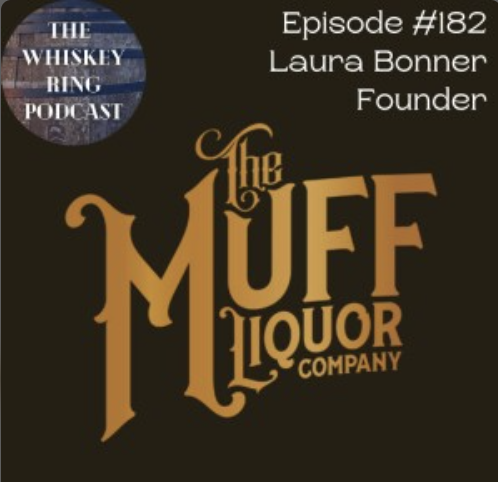 THE
WHISKEY
RING
PODCAST
Episode #182
Laura Bonner
Founder
The
MUFF
LIQUOR
COMPANY